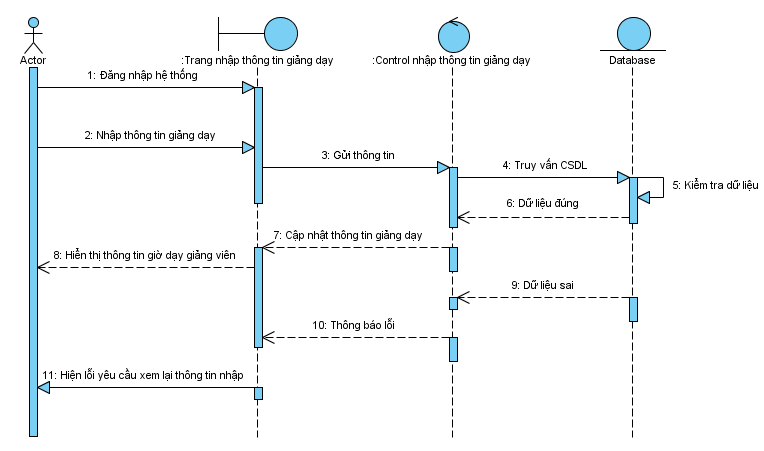 Actor
:Trang nhập thông tin giảng dạy
:Control nhập thông tin giảng dạy
Database
1: Đăng nhập hệ thống
2: Nhập thông tin giảng dạy
3: Gửi thông tin
4: Truy vấn CSDL
5: Kiểm tra dữ liệu
6: Dữ liệu đúng
7: Cập nhật thông tin giảng dạy
8: Hiển thị thông tin giờ dạy giảng viên
9: Dữ liệu sai
10: Thông báo lỗi
11: Hiện lỗi yêu cầu xem lại thông tin nhập